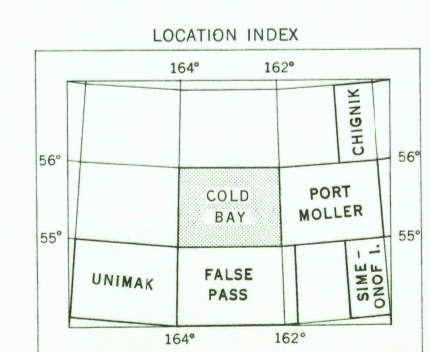 LOCATION INDEX
164° 162°
CHIGNIK
56° 56°
COLD
BAY
PORT
MOLLER
55° 55°
UNIMAK
FALSE
PASS
SIME-
ONOF I.
164° 162°